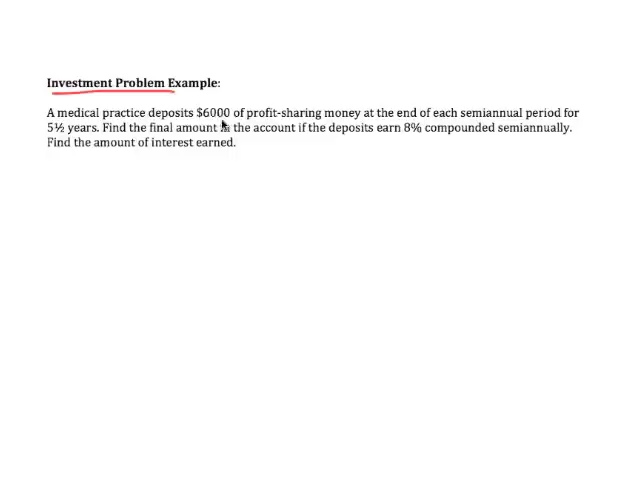 Investment Problem Example:
A medical practice deposits $6000 of profit-sharing money at the end of each semiannual period for
5½ years. Find the final amount in the account if the deposits earn 8% compounded semiannually.
Find the amount of interest earned.